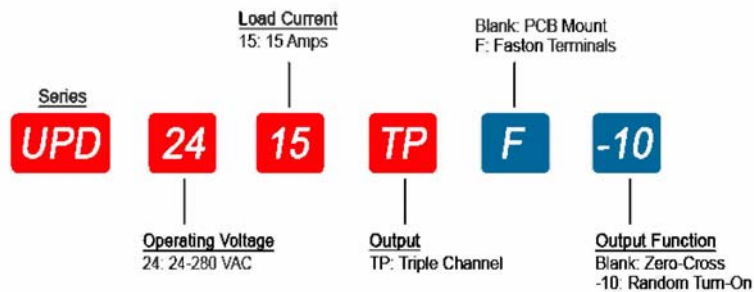 Load Current
15: 15 Amps
Blank: PCB Mount
F: Faston Terminals
Series
UPD 24 15 TP F -10
Operating Voltage
24: 24-280 VAC
Output
TP: Triple Channel
Output Function
Blank: Zero-Cross
-10: Random Turn-On